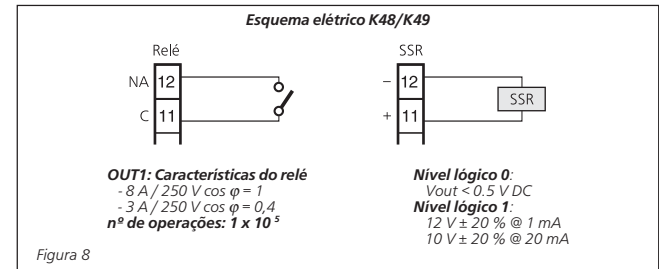 Esquema elétrico K48/K49
Relé
NA 12
C 11
SSR
– 12
+ 11
SSR
OUT1: Características do relé
- 8 A / 250 V cos φ = 1
- 3 A / 250 V cos φ = 0,4
nº de operações: 1 x 10 ⁵
Nível lógico 0:
Vout < 0.5 V DC
Nível lógico 1:
12 V ± 20 % @ 1 mA
10 V ± 20 % @ 20 mA
Figura 8